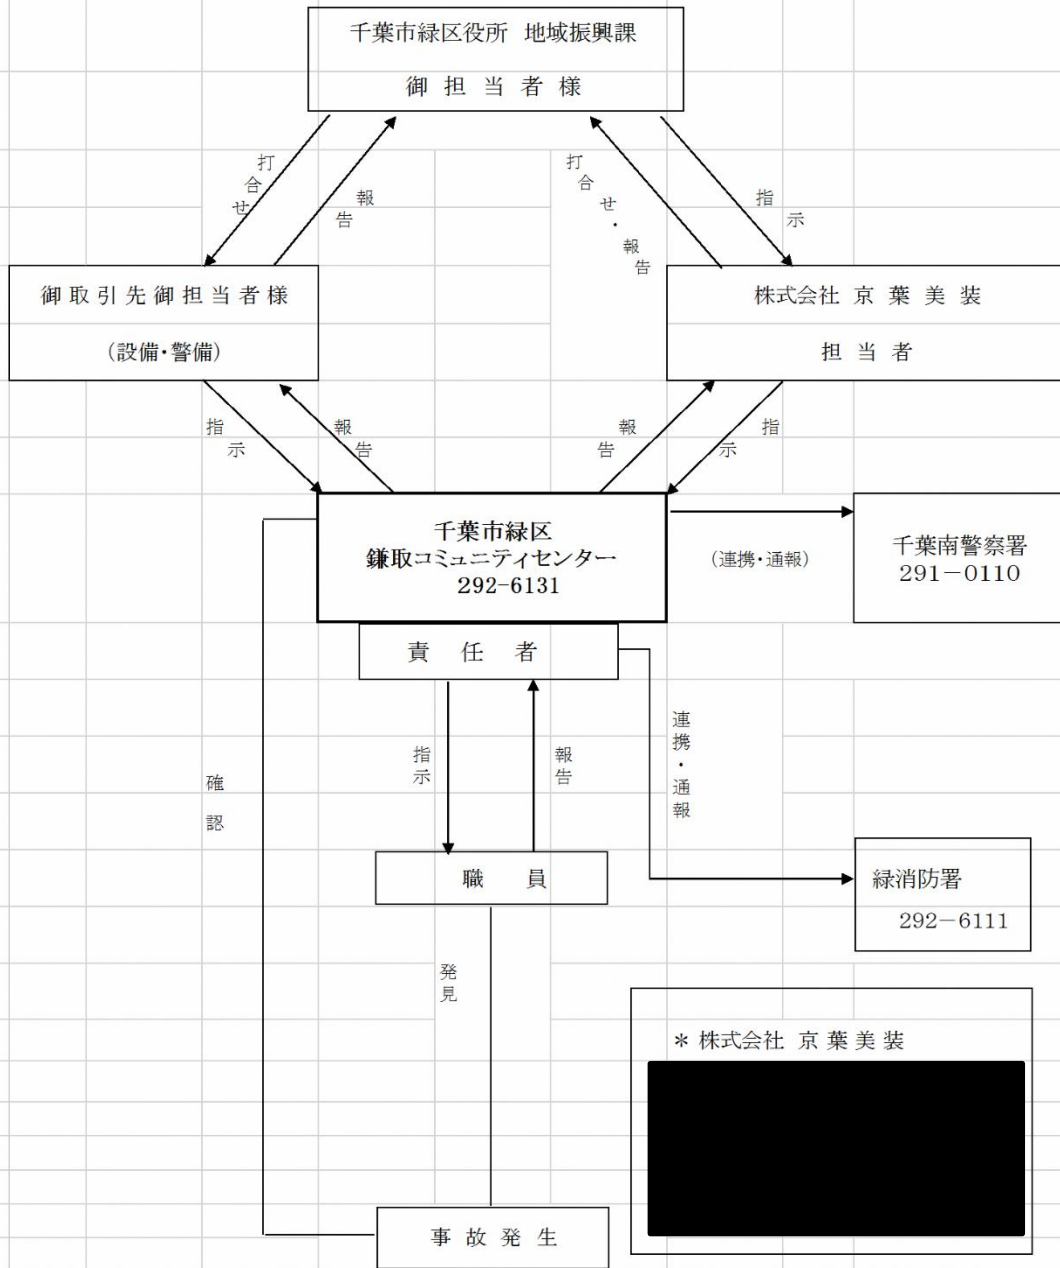 千葉市緑区役所 地域振興課
御担当者様
打合せ
報告
打合せ・報告
指示
御取引先御担当者様
(設備・警備)
株式会社 京葉美装
担当者
指示
報告
報告
指示
千葉市緑区
鎌取コミュニティセンター
292-6131
(連携・通報)
千葉南警察署
291-0110
責任者
指示
報告
連携・通報
確認
職員
緑消防署
292-6111
発見
*株式会社 京葉美装
事故発生